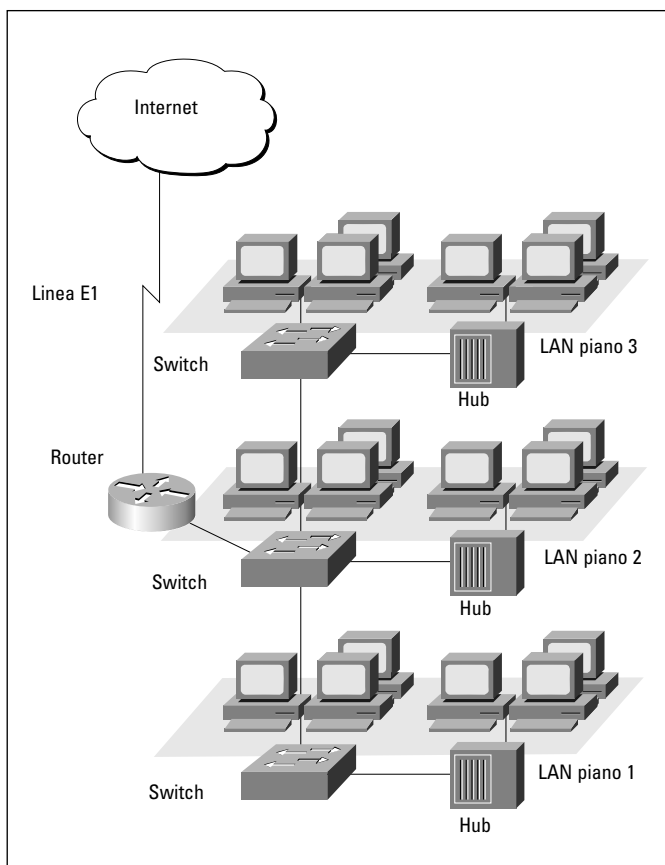 Internet
Linea E1
Switch
LAN piano 3
Hub
Router
Switch
LAN piano 2
Hub
Switch
LAN piano 1
Hub